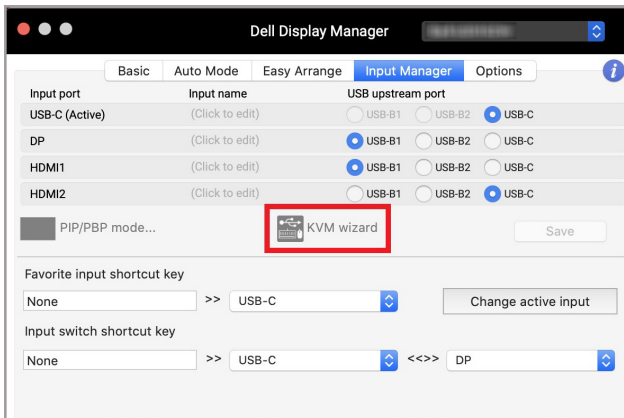 Dell Display Manager
Basic Auto Mode Easy Arrange Input Manager Options i
Input port Input name USB upstream port
USB-C (Active) (Click to edit) USB-B1 USB-B2 USB-C
DP (Click to edit) USB-B1 USB-B2 USB-C
HDMI1 (Click to edit) USB-B1 USB-B2 USB-C
HDMI2 (Click to edit) USB-B1 USB-B2 USB-C
PIP/PBP mode... KVM wizard Save
Favorite input shortcut key
None >> USB-C Change active input
Input switch shortcut key
None >> USB-C <<>> DP